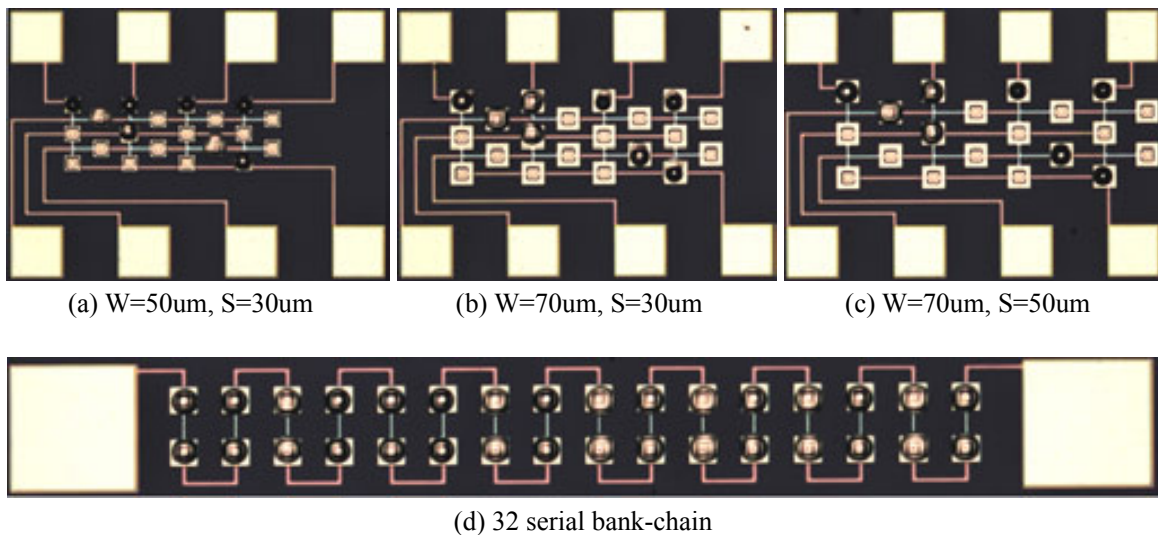 (a) W=50um, S=30um
(b) W=70um, S=30um
(c) W=70um, S=50um
(d) 32 serial bank-chain